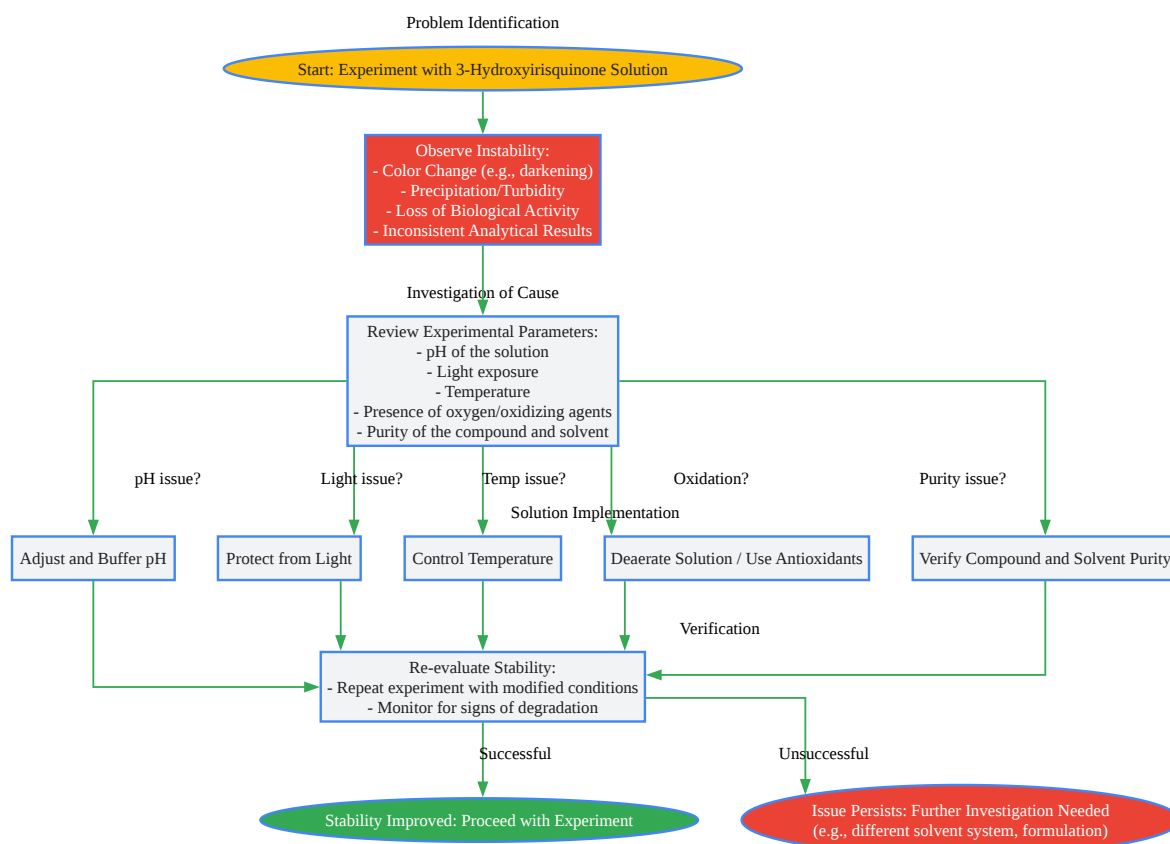 Problem Identification
Start: Experiment with 3-Hydroxyirisquinone Solution
Observe Instability:
- Color Change (e.g., darkening)
- Precipitation/Turbidity
- Loss of Biological Activity
- Inconsistent Analytical Results
Investigation of Cause
Review Experimental Parameters:
- pH of the solution
- Light exposure
- Temperature
- Presence of oxygen/oxidizing agents
- Purity of the compound and solvent
pH issue?
Light issue?
Temp issue?
Oxidation?
Purity issue?
Solution Implementation
Adjust and Buffer pH
Protect from Light
Control Temperature
Deaerate Solution / Use Antioxidants
Verify Compound and Solvent Purity
Verification
Re-evaluate Stability:
- Repeat experiment with modified conditions
- Monitor for signs of degradation
Successful
Unsuccessful
Stability Improved: Proceed with Experiment
Issue Persists: Further Investigation Needed
(e.g., different solvent system, formulation)